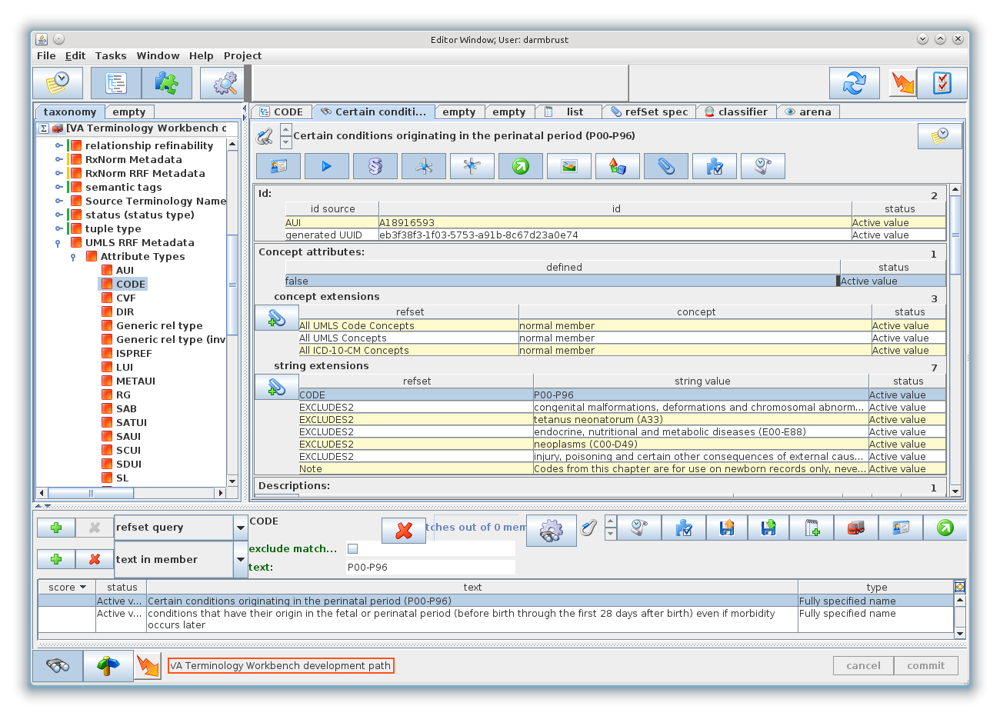 Editor Window; User: darmbrust
File Edit Tasks Window Help Project
taxonomy empty
CODE Certain conditi... empty empty list refSet spec classifier arena
Σ [VA Terminology Workbench c
relationship refinability
RxNorm Metadata
RxNorm RRF Metadata
semantic tags
Source Terminology Name
status (status type)
tuple type
UMLS RRF Metadata
Attribute Types
AUI
CODE
CVF
DIR
Generic rel type
Generic rel type (inv
ISPREF
LUI
METAUI
RG
SAB
SATUI
SAUI
SCUI
SDUI
SL
Certain conditions originating in the perinatal period (P00-P96)
Id: 2
id source id status
AUI A18916593 Active value
generated UUID eb3f38f3-1f03-5753-a91b-8c67d23a0e74 Active value
Concept attributes: 1
defined status
false Active value
concept extensions 3
refset concept status
All UMLS Code Concepts normal member Active value
All UMLS Concepts normal member Active value
All ICD-10-CM Concepts normal member Active value
string extensions 7
refset string value status
CODE P00-P96 Active value
EXCLUDES2 congenital malformations, deformations and chromosomal abnorm... Active value
EXCLUDES2 tetanus neonatorum (A33) Active value
EXCLUDES2 endocrine, nutritional and metabolic diseases (E00-E88) Active value
EXCLUDES2 neoplasms (C00-D49) Active value
EXCLUDES2 injury, poisoning and certain other consequences of external caus... Active value
Note Codes from this chapter are for use on newborn records only, neve... Active value
Descriptions: 1
refset query CODE tches out of 0 mem
exclude match...
text in member text: P00-P96
score status text type
Active v... Certain conditions originating in the perinatal period (P00-P96) Fully specified name
Active v... conditions that have their origin in the fetal or perinatal period (before birth through the first 28 days after birth) even if morbidity Fully specified name
occurs later
VA Terminology Workbench development path
cancel commit